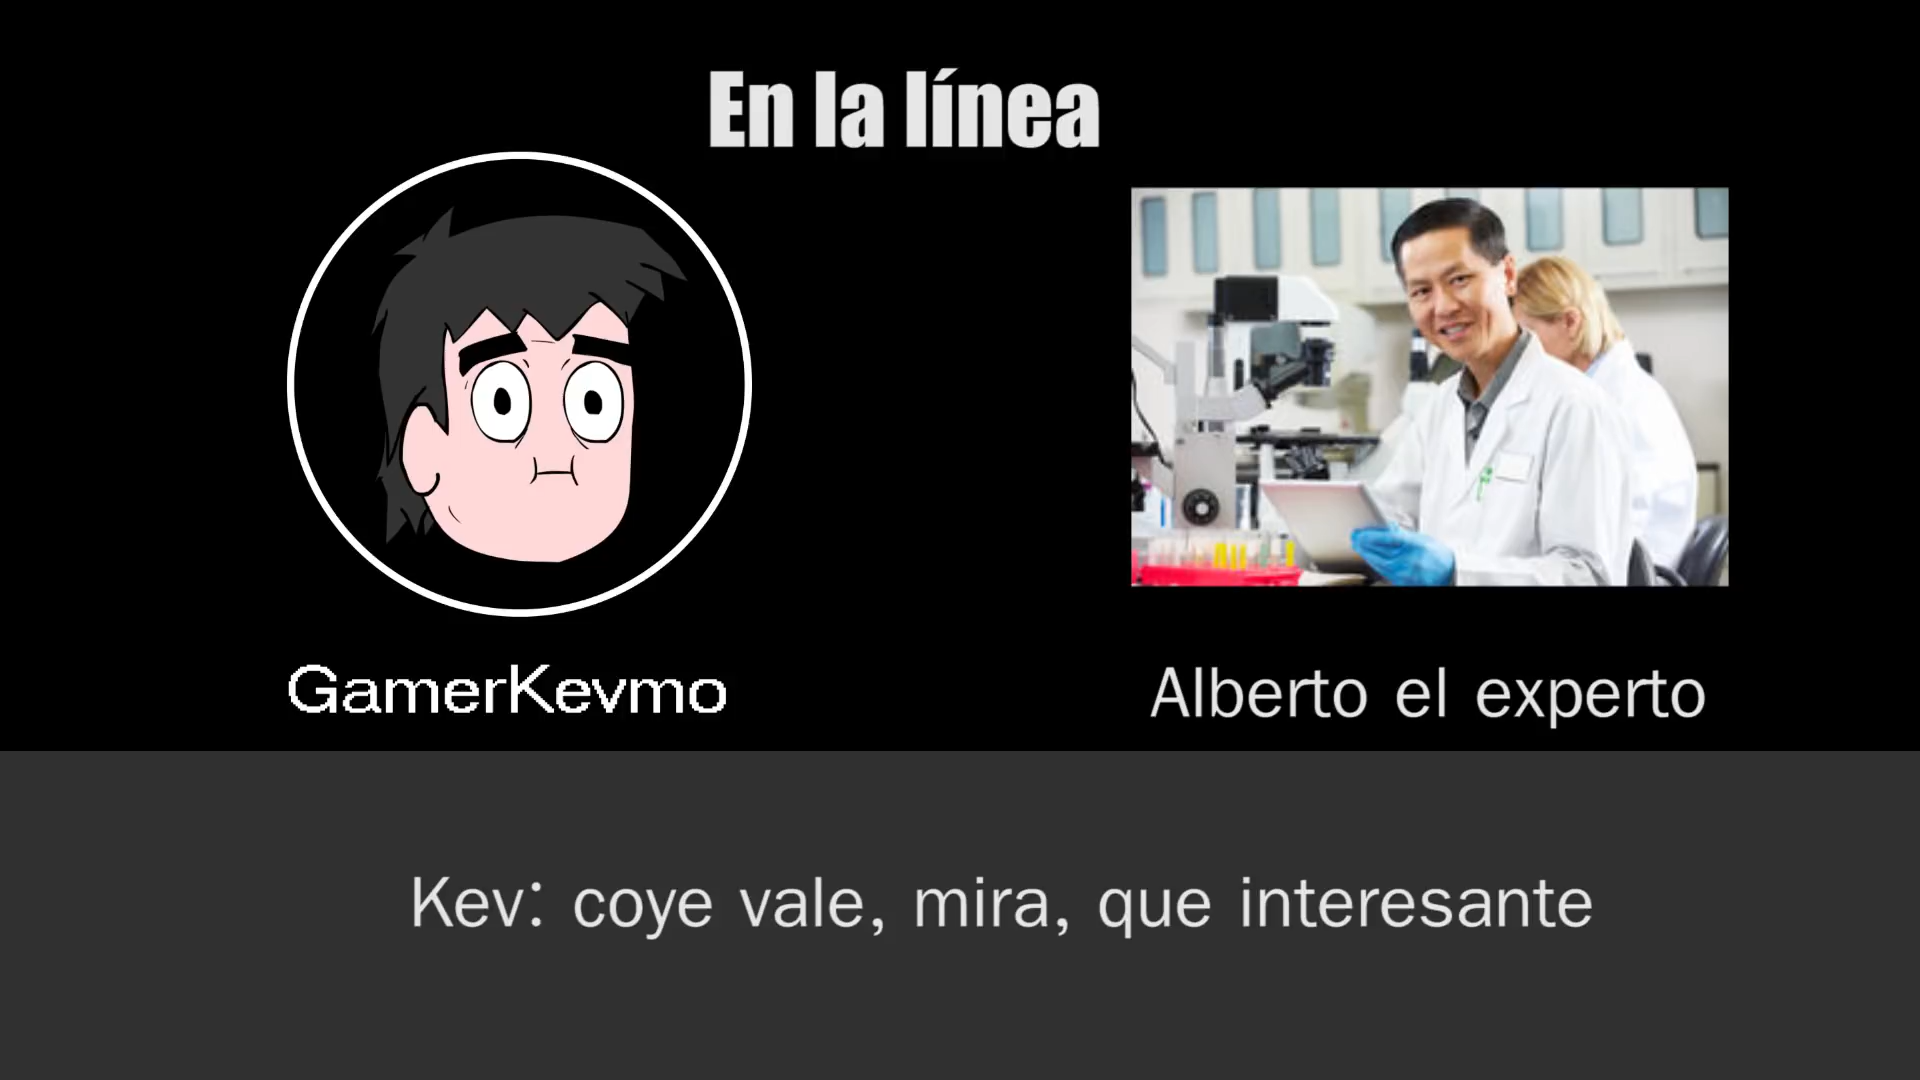 En la línea
GamerKevmo
Alberto el experto
Kev: coye vale, mira, que interesante